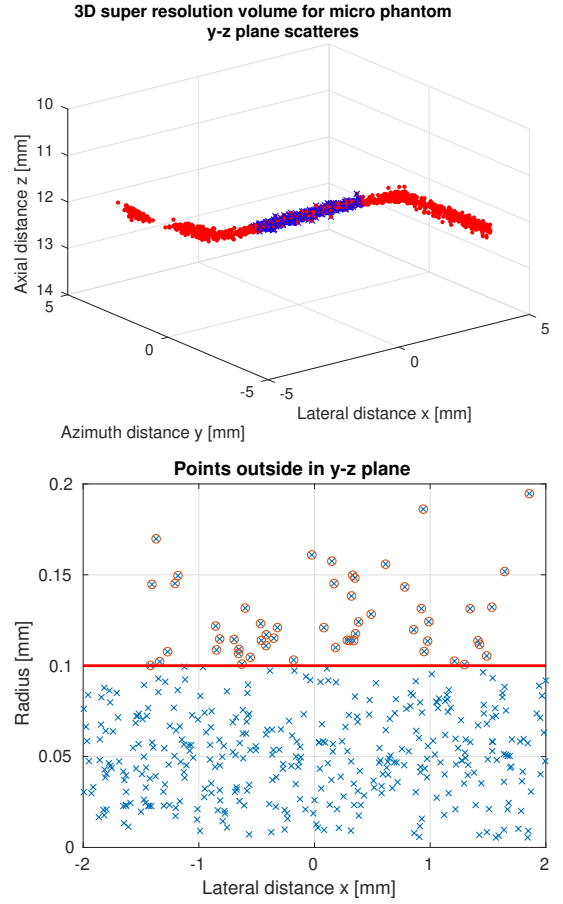 3D super resolution volume for micro phantom
y-z plane scatteres
10
11
12
13
14
Axial distance z [mm]
5
0
-5
Azimuth distance y [mm]
-5
0
5
Lateral distance x [mm]
Points outside in y-z plane
0.2
0.15
0.1
0.05
0
Radius [mm]
-2
-1
0
1
2
Lateral distance x [mm]